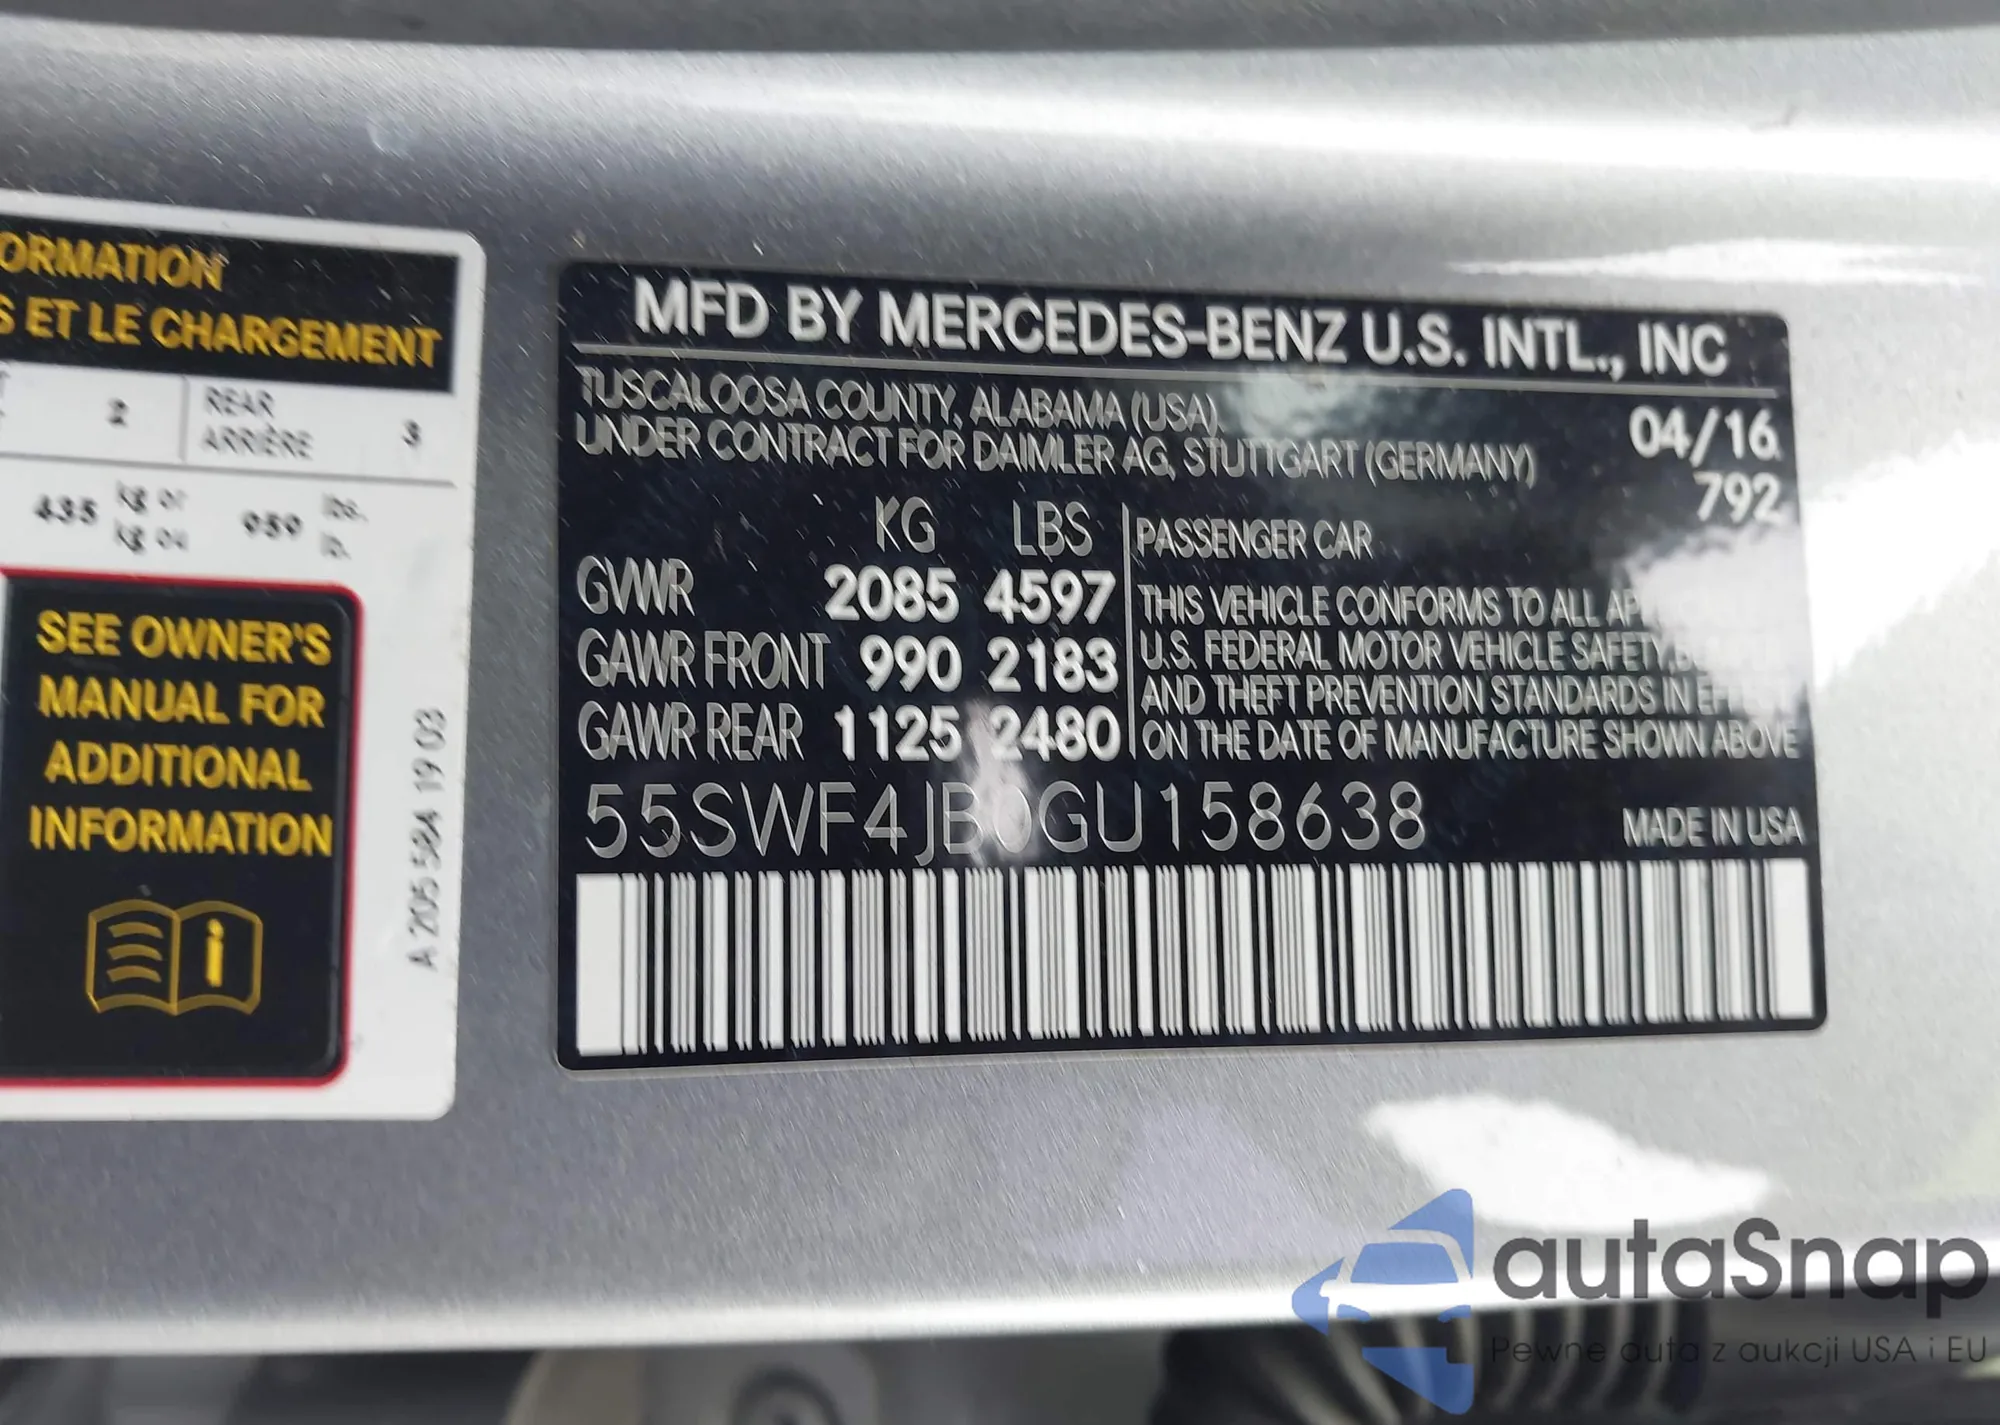 ORMATION
S ET LE CHARGEMENT
2 REAR
ARRIÈRE 3
435 kg or
kg ou 959 lbs.
lb.
SEE OWNER'S
MANUAL FOR
ADDITIONAL
INFORMATION
i
A 205 584 19 03
MFD BY MERCEDES-BENZ U.S. INTL., INC
TUSCALOOSA COUNTY, ALABAMA (USA)
UNDER CONTRACT FOR DAIMLER AG, STUTTGART (GERMANY)
04/16
792
KG LBS
GVWR 2085 4597
GAWR FRONT 990 2183
GAWR REAR 1125 2480
PASSENGER CAR
THIS VEHICLE CONFORMS TO ALL
U.S. FEDERAL MOTOR VEHICLE SAFETY,
AND THEFT PREVENTION STANDARDS IN EFFECT
ON THE DATE OF MANUFACTURE SHOWN ABOVE
55SWF4JB0GU158638
MADE IN USA
autaSnap
Pewne auta z aukcji USA i EU